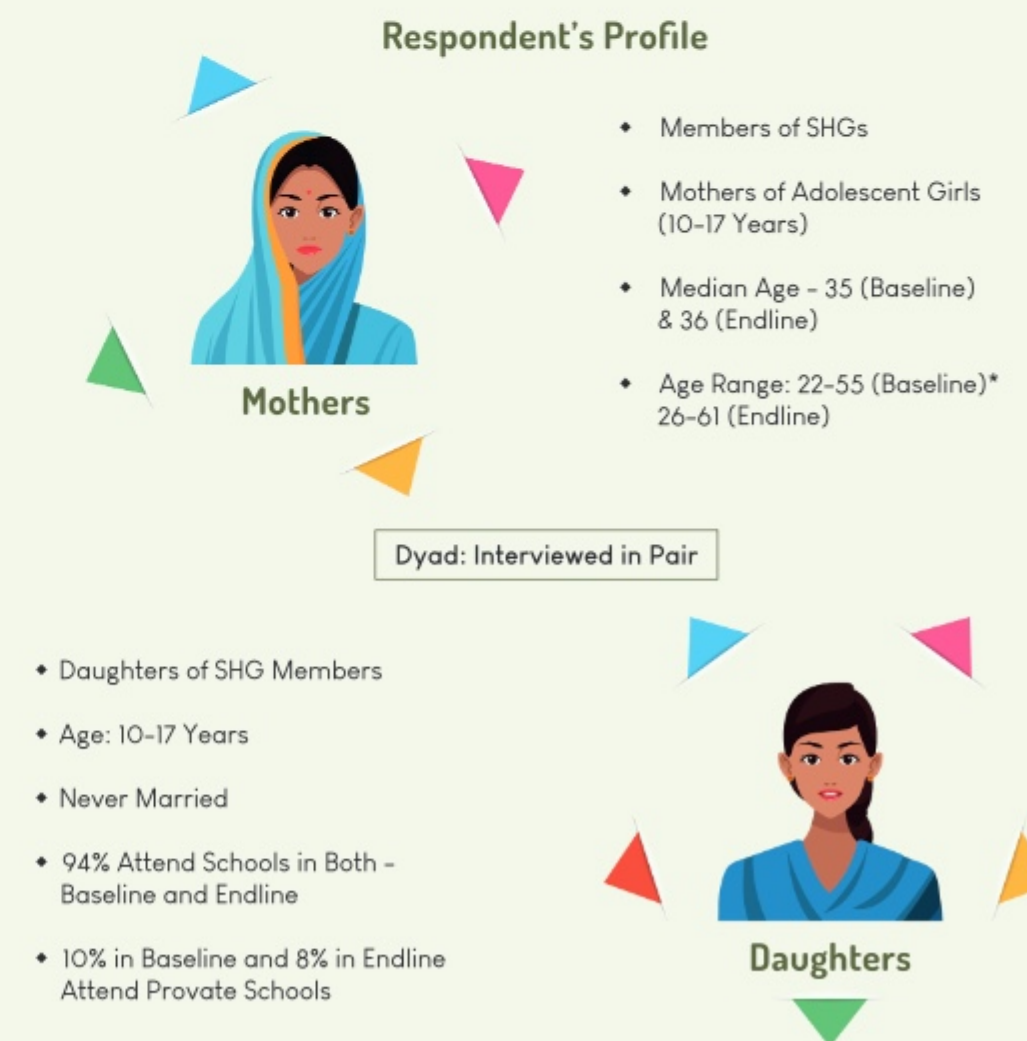 Respondent's Profile
◆ Members of SHGs
◆ Mothers of Adolescent Girls
(10-17 Years)
◆ Median Age - 35 (Baseline)
& 36 (Endline)
◆ Age Range: 22-55 (Baseline)*
26-61 (Endline)
Mothers
Dyad: Interviewed in Pair
◆ Daughters of SHG Members
◆ Age: 10-17 Years
◆ Never Married
◆ 94% Attend Schools in Both -
Baseline and Endline
◆ 10% in Baseline and 8% in Endline
Attend Provate Schools
Daughters